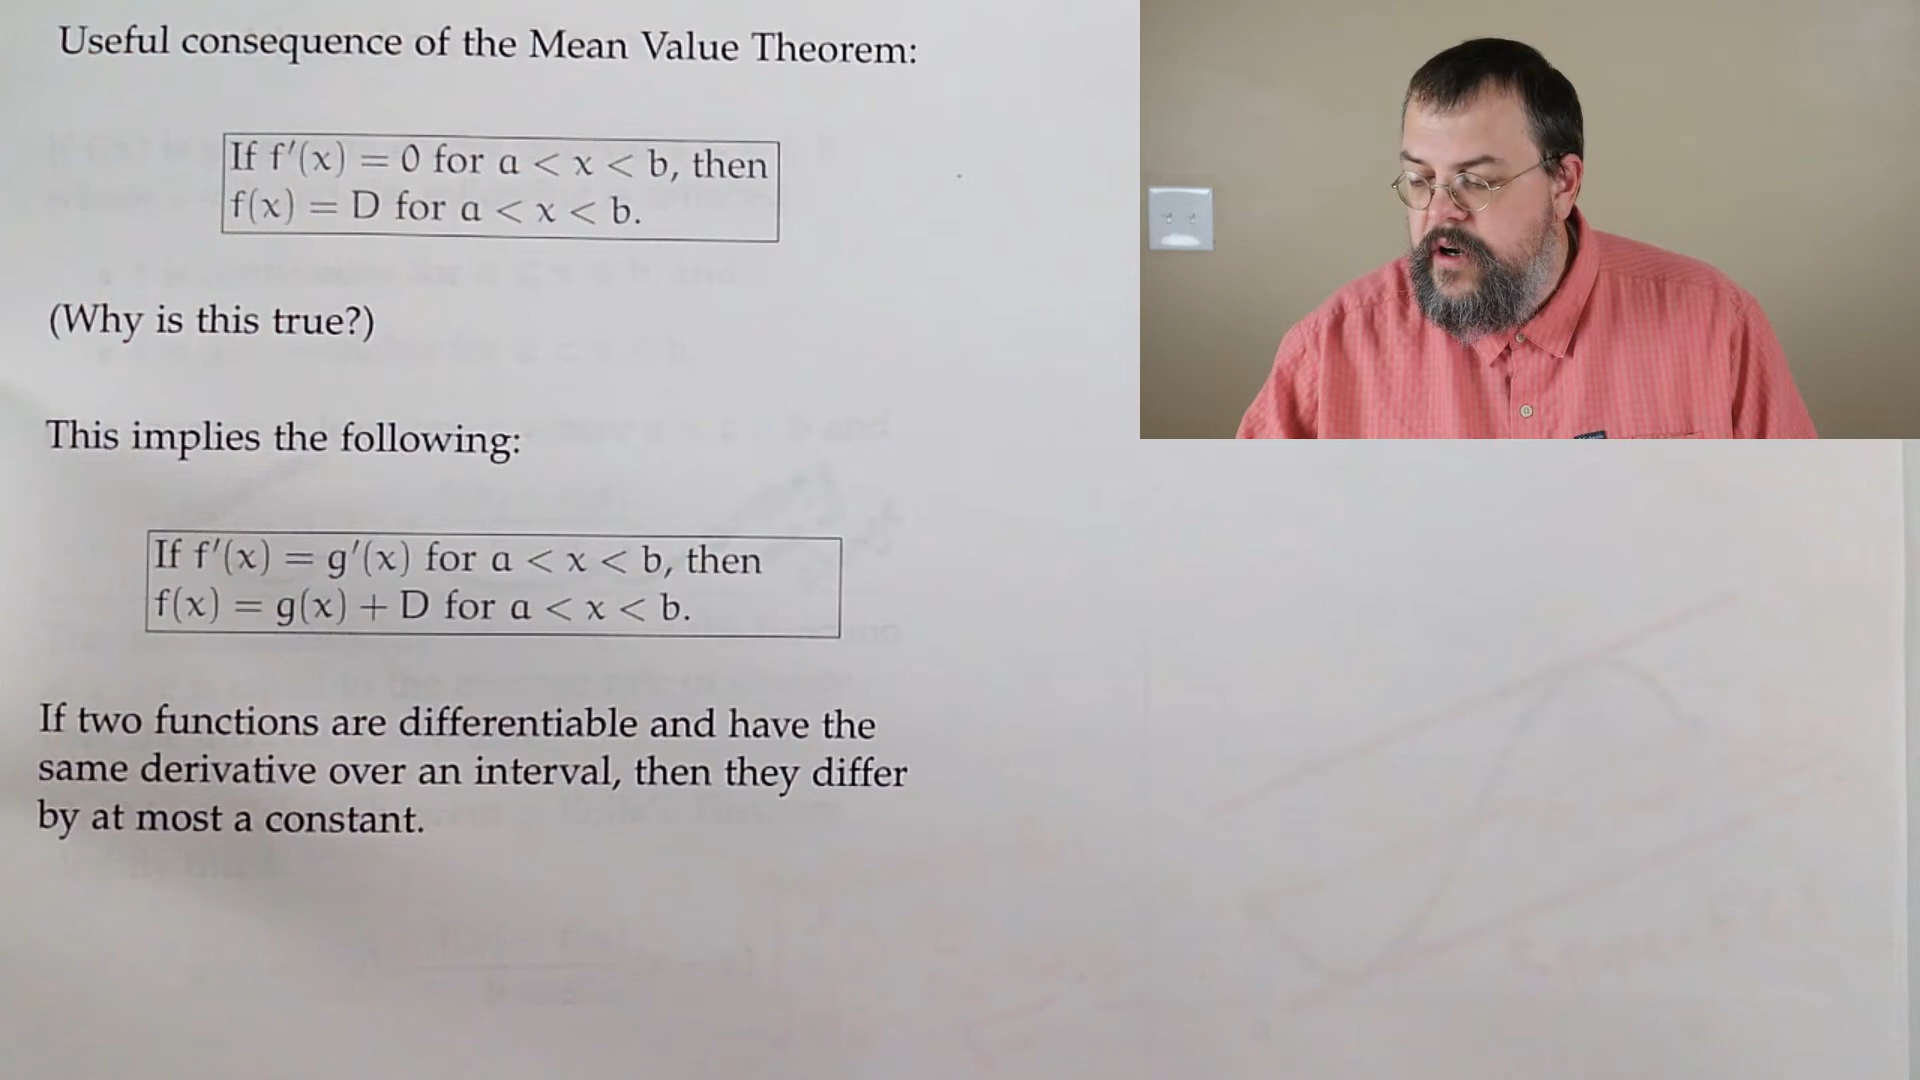 Useful consequence of the Mean Value Theorem:
If f′(x) = 0 for a < x < b, then
f(x) = D for a < x < b.
(Why is this true?)
This implies the following:
If f′(x) = g′(x) for a < x < b, then
f(x) = g(x) + D for a < x < b.
If two functions are differentiable and have the
same derivative over an interval, then they differ
by at most a constant.